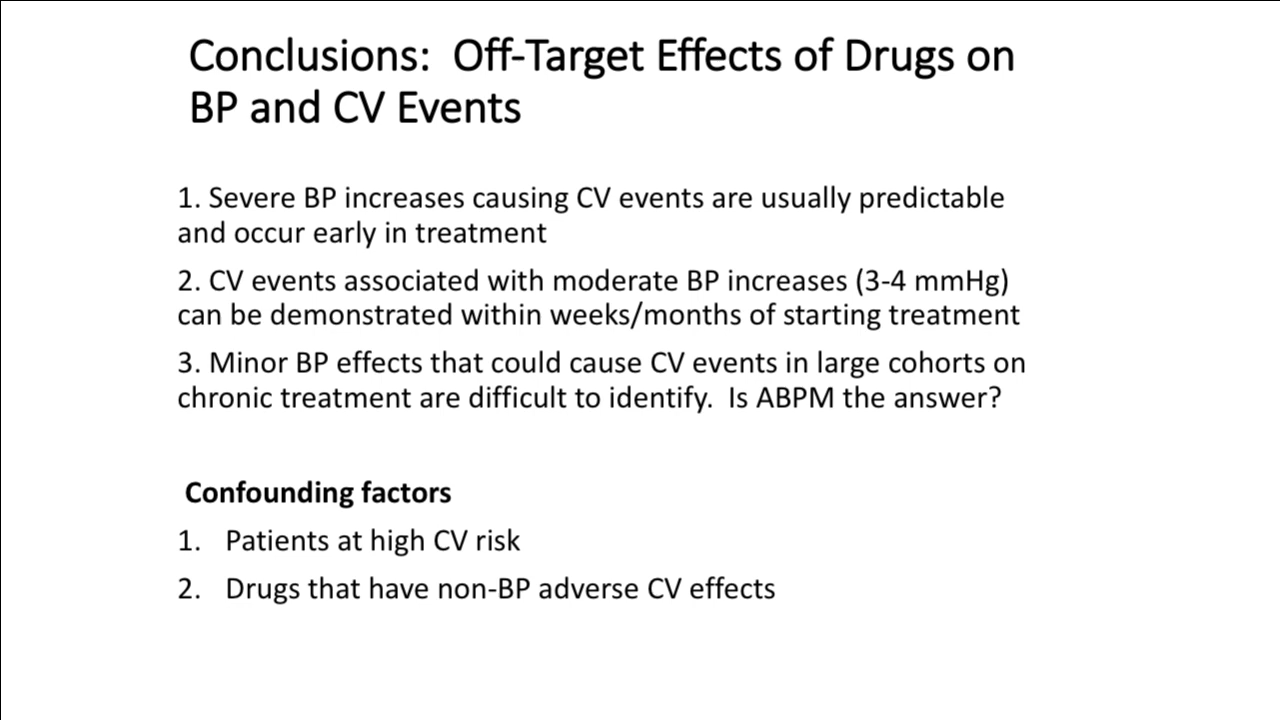 Conclusions:  Off-Target Effects of Drugs on
BP and CV Events
1. Severe BP increases causing CV events are usually predictable
and occur early in treatment
2. CV events associated with moderate BP increases (3-4 mmHg)
can be demonstrated within weeks/months of starting treatment
3. Minor BP effects that could cause CV events in large cohorts on
chronic treatment are difficult to identify.  Is ABPM the answer?
Confounding factors
1. Patients at high CV risk
2. Drugs that have non-BP adverse CV effects